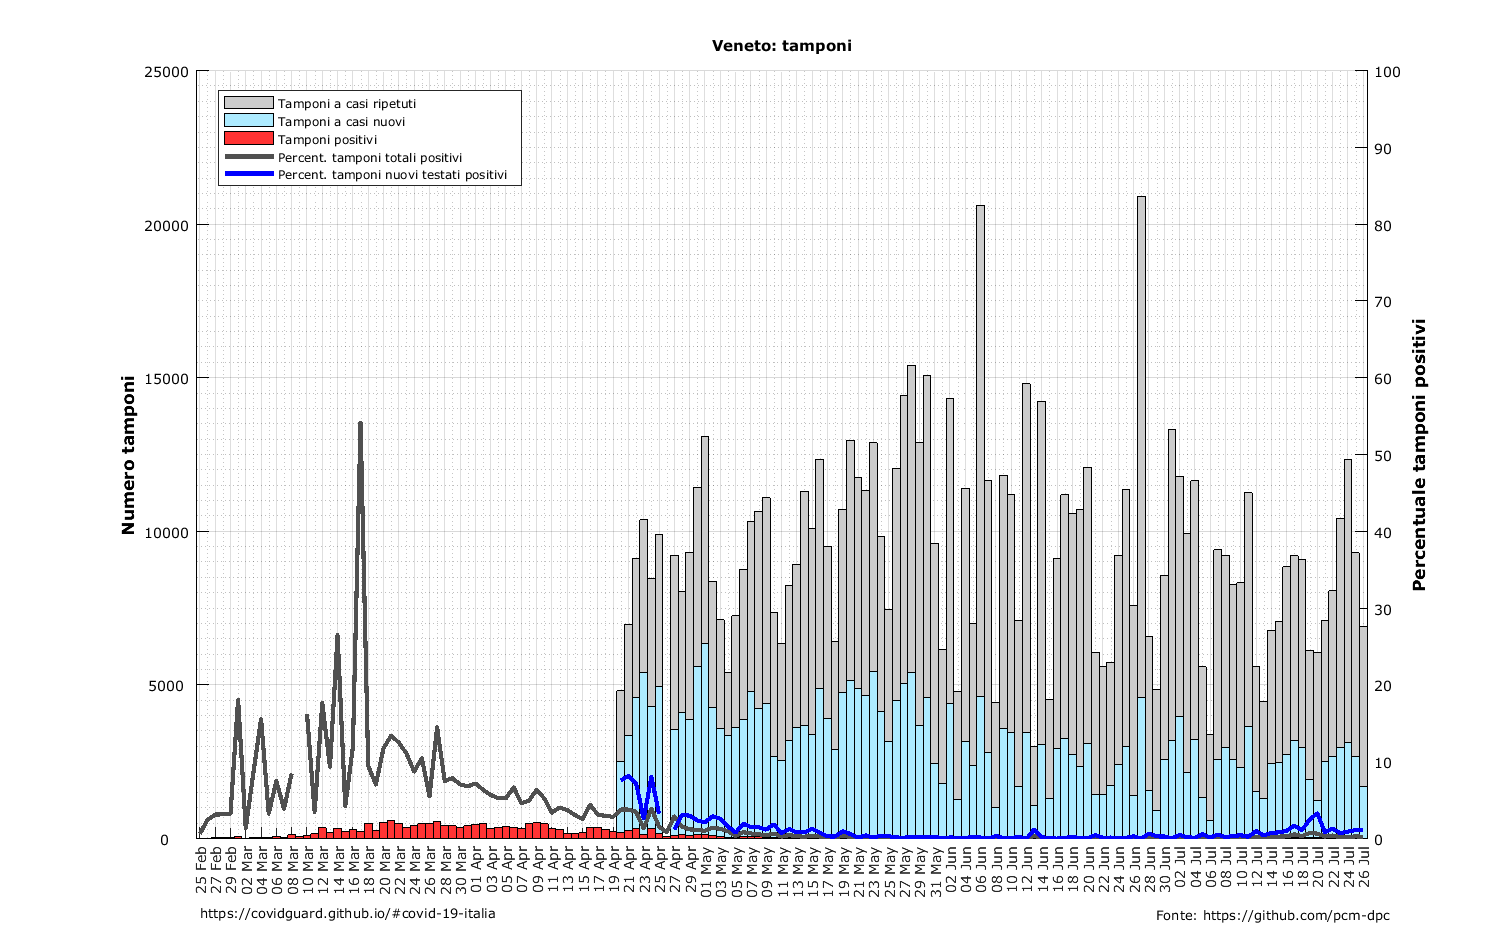 Veneto: tamponi
25000
20000
15000
10000
5000
0
Numero tamponi
Tamponi a casi ripetuti
Tamponi a casi nuovi
Tamponi positivi
Percent. tamponi totali positivi
Percent. tamponi nuovi testati positivi
100
90
80
70
60
50
40
30
20
10
0
Percentuale tamponi positivi
25 Feb
27 Feb
29 Feb
02 Mar
04 Mar
06 Mar
08 Mar
10 Mar
12 Mar
14 Mar
16 Mar
18 Mar
20 Mar
22 Mar
24 Mar
26 Mar
28 Mar
30 Mar
01 Apr
03 Apr
05 Apr
07 Apr
09 Apr
11 Apr
13 Apr
15 Apr
17 Apr
19 Apr
21 Apr
23 Apr
25 Apr
27 Apr
29 Apr
01 May
03 May
05 May
07 May
09 May
11 May
13 May
15 May
17 May
19 May
21 May
23 May
25 May
27 May
29 May
31 May
02 Jun
04 Jun
06 Jun
08 Jun
10 Jun
12 Jun
14 Jun
16 Jun
18 Jun
20 Jun
22 Jun
24 Jun
26 Jun
28 Jun
30 Jun
02 Jul
04 Jul
06 Jul
08 Jul
10 Jul
12 Jul
14 Jul
16 Jul
18 Jul
20 Jul
22 Jul
24 Jul
26 Jul
https://covidguard.github.io/#covid-19-italia
Fonte: https://github.com/pcm-dpc